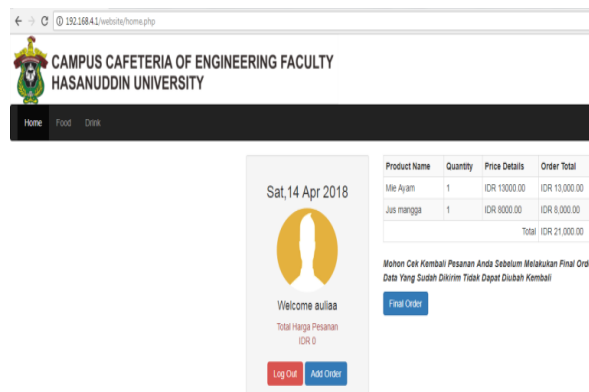 192.168.4.1/website/home.php
CAMPUS CAFETERIA OF ENGINEERING FACULTY
HASANUDDIN UNIVERSITY
Home Food Drink
Sat,14 Apr 2018
Welcome auliaa
Total Harga Pesanan
IDR 0
Log Out Add Order
Product Name Quantity Price Details Order Total
Mie Ayam 1 IDR 13000.00 IDR 13,000.00
Jus mangga 1 IDR 8000.00 IDR 8,000.00
Total IDR 21,000.00
Mohon Cek Kembali Pesanan Anda Sebelum Melakukan Final Ord
Data Yang Sudah Dikirim Tidak Dapat Diubah Kembali
Final Order